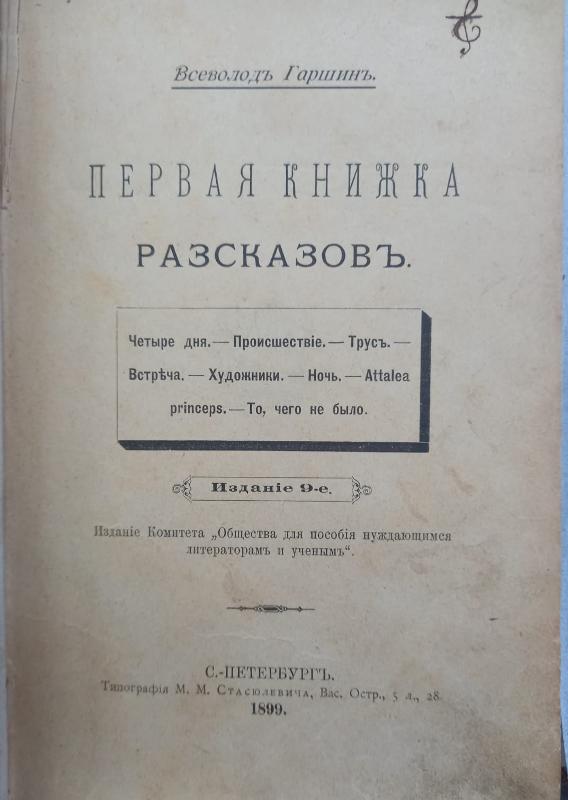 Всеволодъ Гаршинъ.
ПЕРВАЯ КНИЖКА
РАЗСКАЗОВЪ.
Четыре дня. — Происшествіе. — Трусъ. —
Встрѣча. — Художники. — Ночь. — Attalea
princeps. — То, чего не было.
Изданіе 9-е.
Изданіе Комитета „Общества для пособія нуждающимся
литераторамъ и ученымъ“.
С.-ПЕТЕРБУРГЪ.
Типографія М. М. Стасюлевича, Вас. Остр., 5 л., 28.
1899.